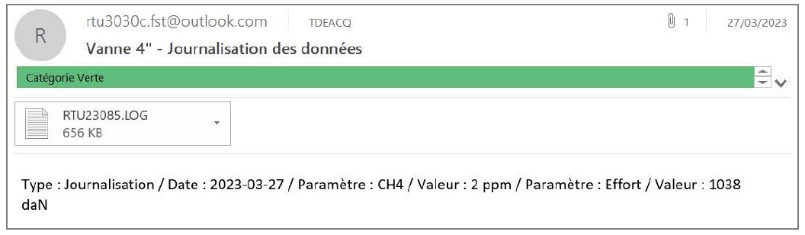 R
rtu3030c.fst@outlook.com TDEACQ 1 27/03/2023
Vanne 4" - Journalisation des données
Catégorie Verte
RTU23085.LOG
656 KB
Type : Journalisation / Date : 2023-03-27 / Paramètre : CH4 / Valeur : 2 ppm / Paramètre : Effort / Valeur : 1038
daN